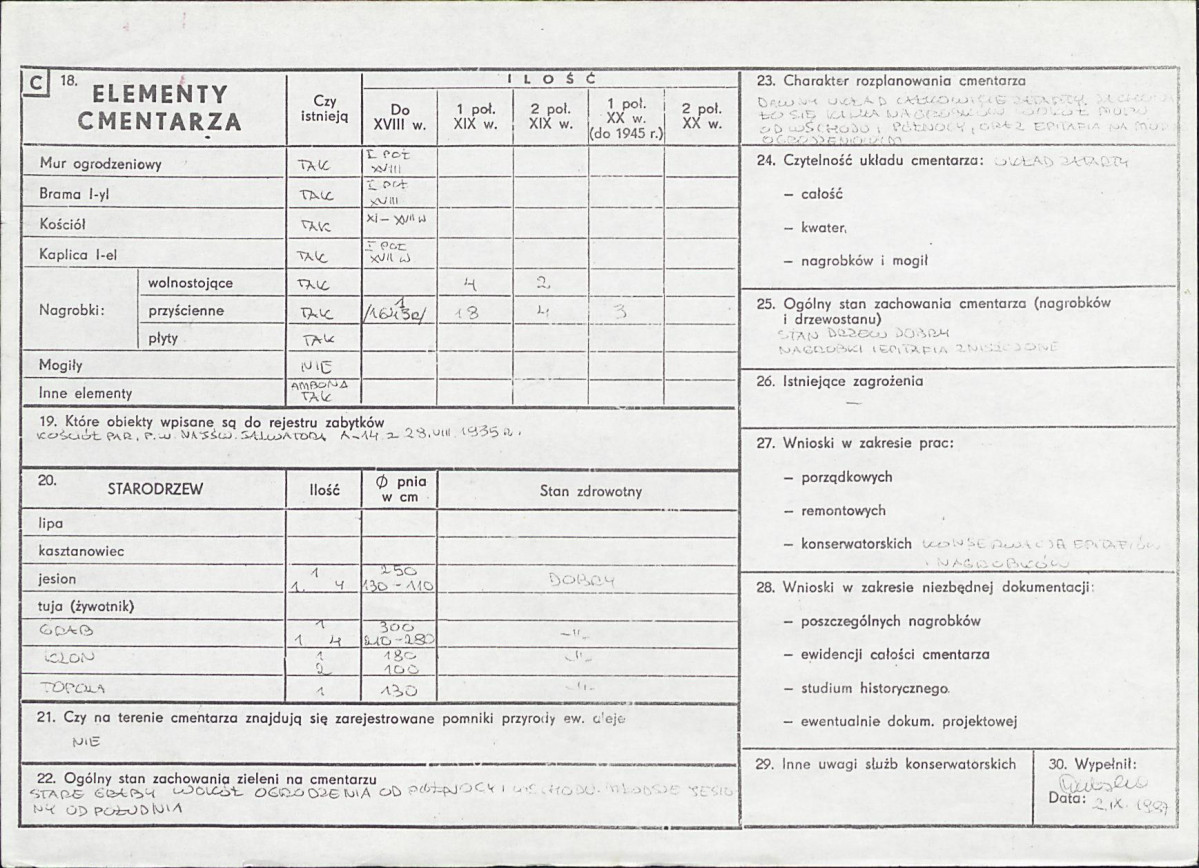 C 18. ELEMENTY CMENTARZA
Czy istnieją
ILOŚĆ
Do XVIII w.
1 poł. XIX w.
2 poł. XIX w.
1 poł. XX w. (do 1945 r.)
2 poł. XX w.
Mur ogrodzeniowy TAK I POŁ XVIII
Brama I-yl TAK I POŁ XVIII
Kościół TAK XI – XVII W
Kaplica I-el TAK I POŁ XVII W
Nagrobki:
wolnostojące TAK 4 2
przyścienne TAK 1 18 4 3
płyty TAK
Mogiły NIE
Inne elementy AMBONA TAK
19. Które obiekty wpisane są do rejestru zabytków
KOŚCIÓŁ PAR. P.W. NAJŚW. SALWATORA A-14 z 28.VIII.1935 R.
20. STARODRZEW
Ilość
Ø pnia w cm
Stan zdrowotny
lipa
kasztanowiec
jesion 1 250
1. 4 130 – 110 DOBRY
tuja (żywotnik)
GRAB 1 300
1 4 210-280 –"–
KLON 1 180 –"–
2 100
TOPOLA 1 130 –"–
21. Czy na terenie cmentarza znajdują się zarejestrowane pomniki przyrody ew. aleje
NIE
22. Ogólny stan zachowania zieleni na cmentarzu
STARE GRABY WOKÓŁ OGRODZENIA OD PÓŁNOCY I WSCHODU. MŁODSZE JESIO
NY OD POŁUDNIA
23. Charakter rozplanowania cmentarza
DAWNY UKŁAD CAŁKOWICIE ZATARTY. ZACHOWA
ŁO SIĘ KILKA NAGROBKÓW WOKÓŁ MURU
OD WSCHODU I PÓŁNOCY, ORAZ EPITAFIA NA MURZE
OGRODZENIOWYM
24. Czytelność układu cmentarza: UKŁAD ZATARTY
– całość
– kwater,
– nagrobków i mogił
25. Ogólny stan zachowania cmentarza (nagrobków
i drzewostanu)
STAN DRZEW DOBRY
NAGROBKI I EPITAFIA ZNISZCZONE
26. Istniejące zagrożenia
—
27. Wnioski w zakresie prac:
– porządkowych
– remontowych
– konserwatorskich KONSERWACJA EPITAFIÓW
I NAGROBKÓW
28. Wnioski w zakresie niezbędnej dokumentacji:
– poszczególnych nagrobków
– ewidencji całości cmentarza
– studium historycznego.
– ewentualnie dokum. projektowej
29. Inne uwagi służb konserwatorskich
30. Wypełnił:
Data: 2.IX.1987